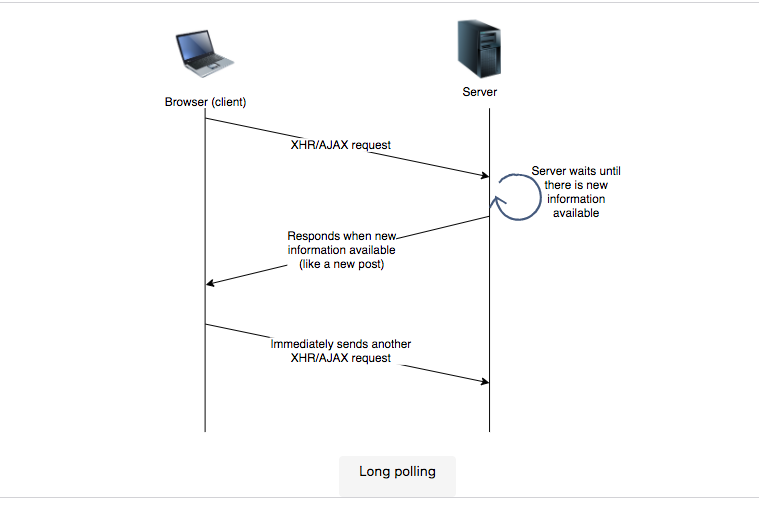 Browser (client)
Server
XHR/AJAX request
Server waits until
there is new
information
available
Responds when new
information available
(like a new post)
Immediately sends another
XHR/AJAX request
Long polling